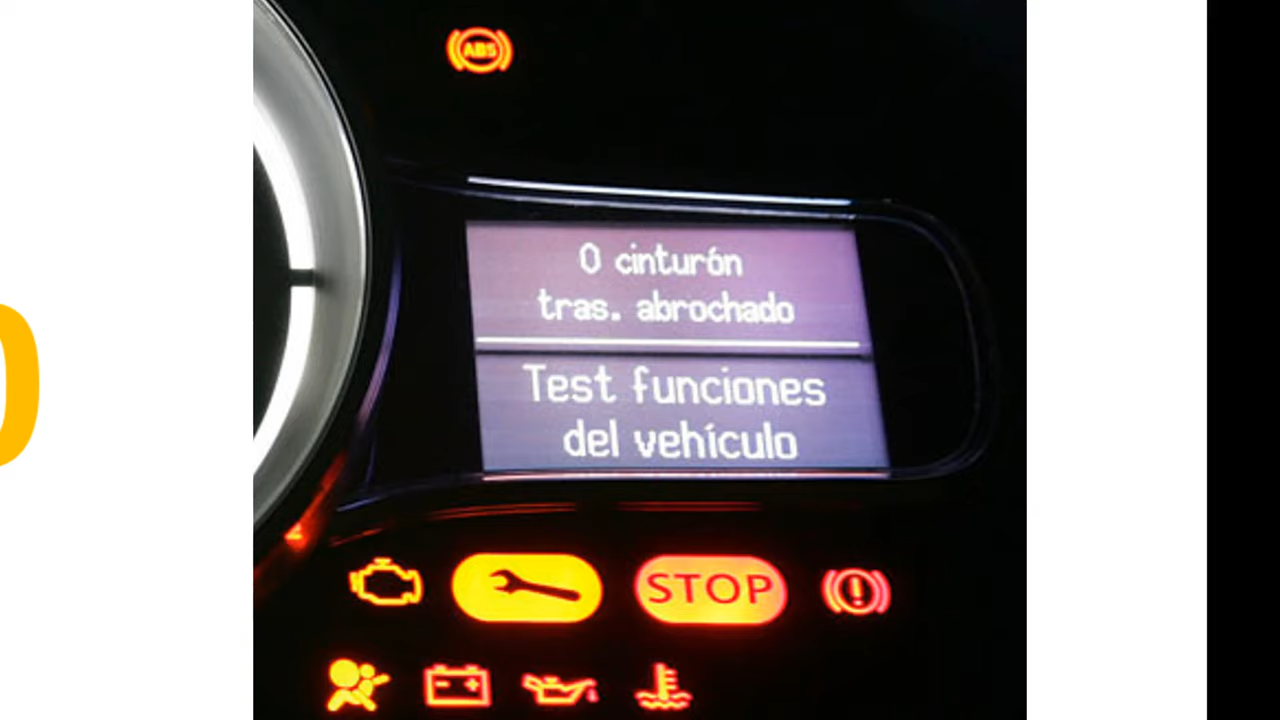 ABS
0 cinturón
tras. abrochado
Test funciones
del vehículo
STOP